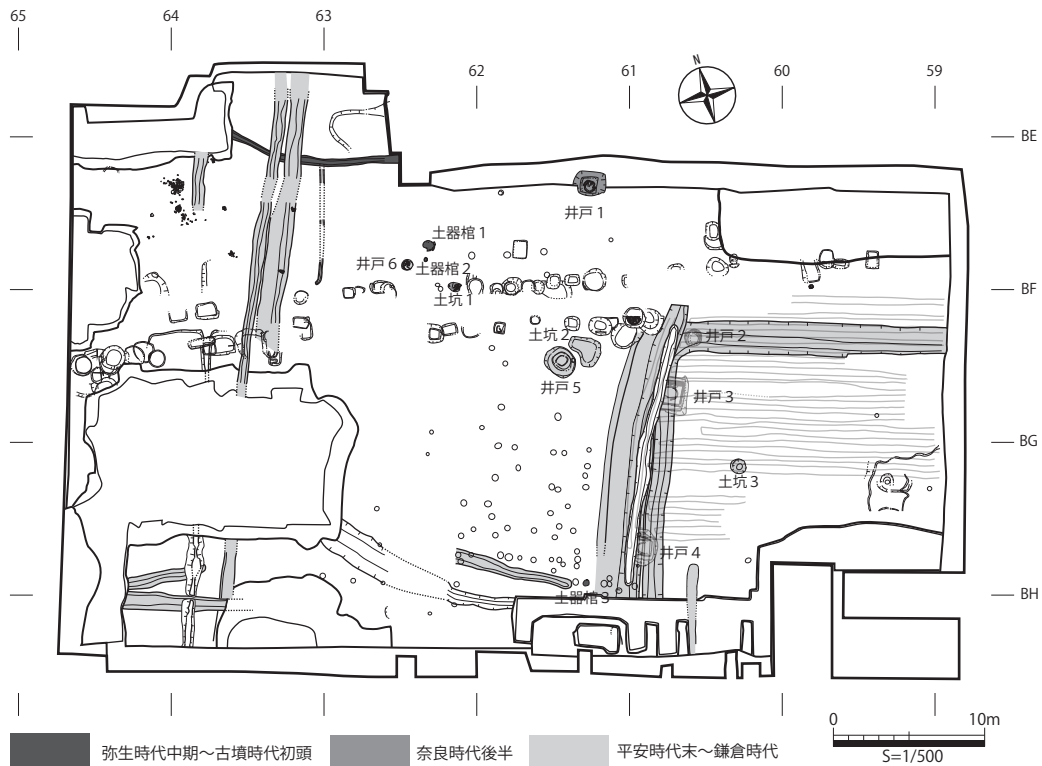 65
64
63
62
61
60
59
N
BE
井戸 1
土器棺 1
井戸 6
土器棺 2
土坑 1
BF
土坑 2
井戸 2
井戸 5
井戸 3
BG
土坑 3
井戸 4
土器棺 3
BH
0
10m
S=1/500
弥生時代中期～古墳時代初頭
奈良時代後半
平安時代末～鎌倉時代